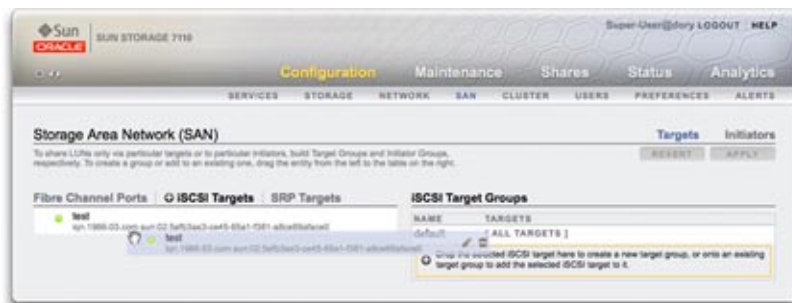 Sun
ORACLE
SUN STORAGE 7110
Super-User@dory LOGOUT HELP
Configuration Maintenance Shares Status Analytics
SERVICES STORAGE NETWORK SAN CLUSTER USERS PREFERENCES ALERTS
Storage Area Network (SAN)
Targets Initiators
To share LUNs only via particular targets or to particular initiators, build Target Groups and Initiator Groups,
respectively. To create a group or add to an existing one, drag the entity from the left to the table on the right.
REVERT APPLY
Fibre Channel Ports iSCSI Targets SRP Targets
iSCSI Target Groups
test
NAME TARGETS
default [ ALL TARGETS ]
test
Drop the selected iSCSI target here to create a new target group, or onto an existing
target group to add the selected iSCSI target to it.